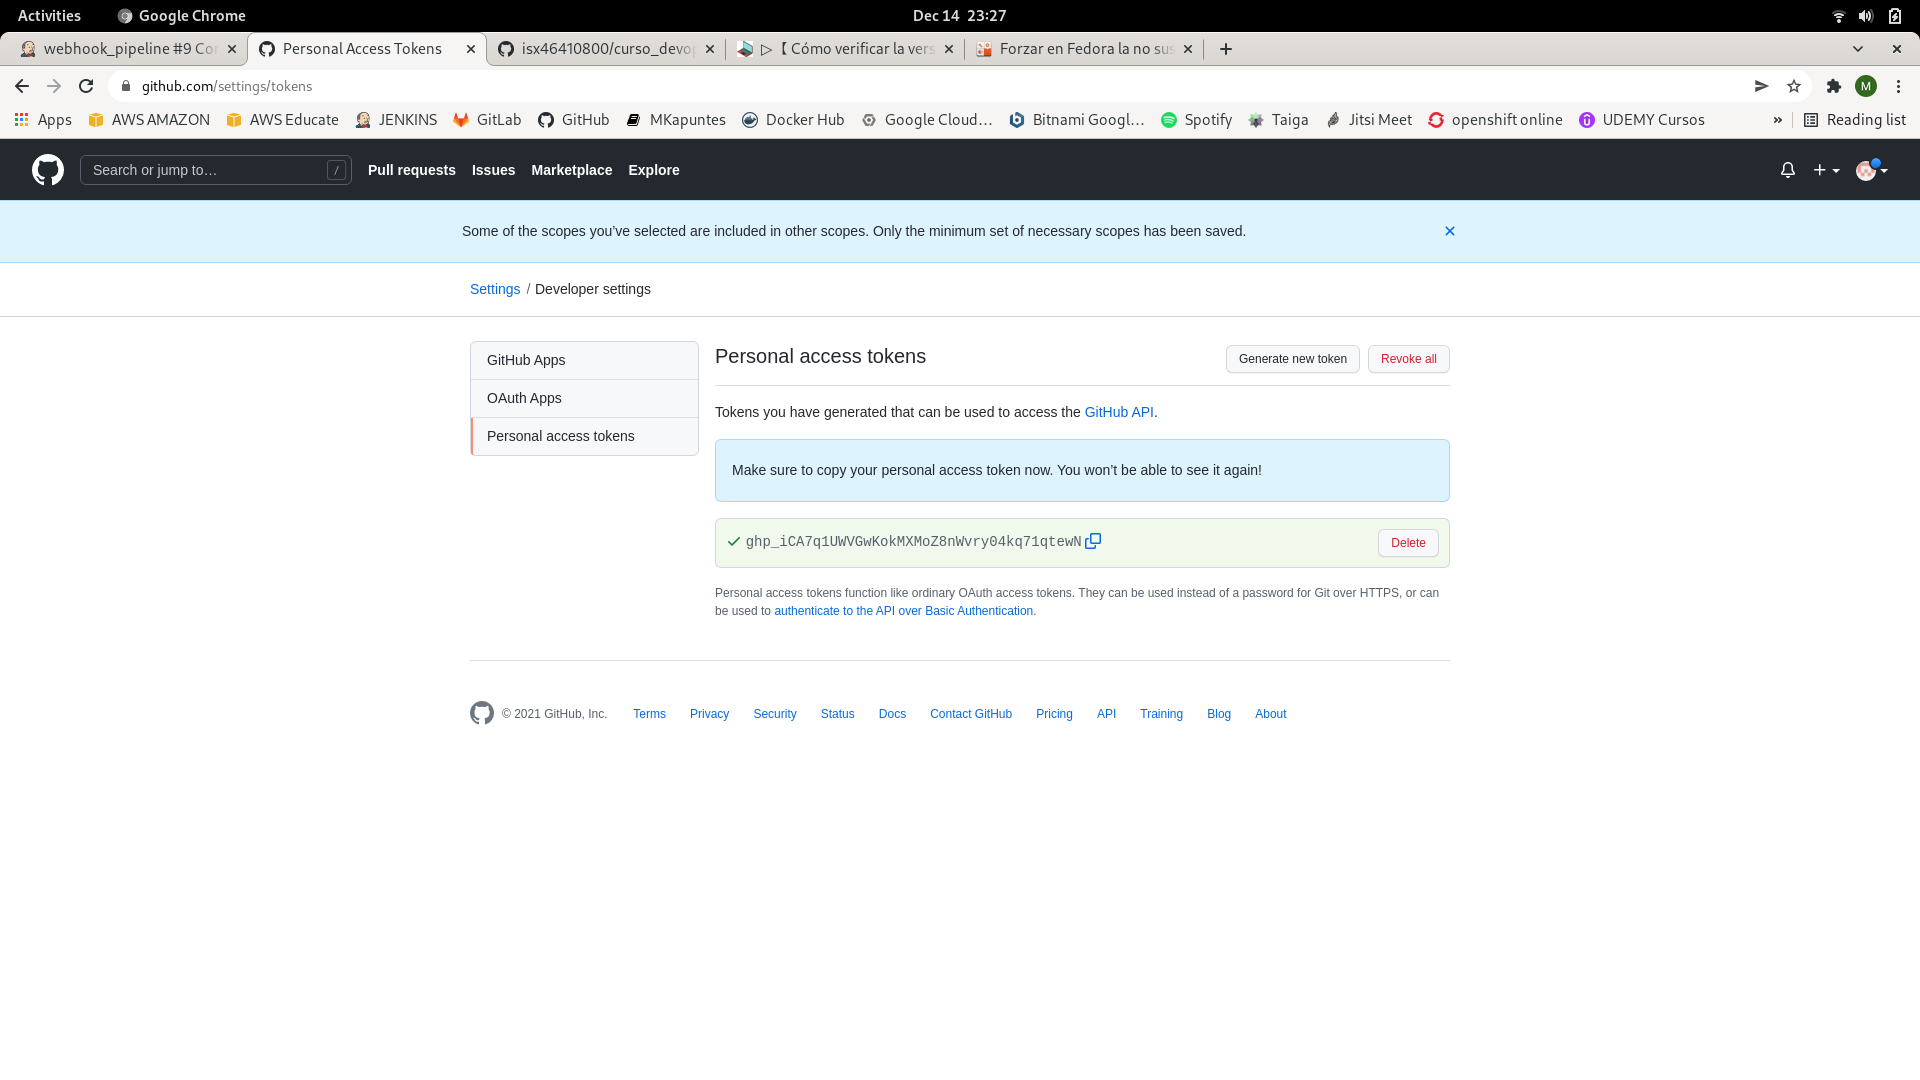 Activities
Google Chrome
Dec 14 23:27
webhook_pipeline #9 Cor
Personal Access Tokens
isx46410800/curso_devop
▷【 Cómo verificar la vers
Forzar en Fedora la no sus
github.com/settings/tokens
M
Apps
AWS AMAZON
AWS Educate
JENKINS
GitLab
GitHub
MKapuntes
Docker Hub
Google Cloud…
Bitnami Googl…
Spotify
Taiga
Jitsi Meet
openshift online
UDEMY Cursos
»
Reading list
Search or jump to…
/
Pull requests
Issues
Marketplace
Explore
Some of the scopes you’ve selected are included in other scopes. Only the minimum set of necessary scopes has been saved.
Settings / Developer settings
GitHub Apps
OAuth Apps
Personal access tokens
Personal access tokens
Generate new token
Revoke all
Tokens you have generated that can be used to access the GitHub API.
Make sure to copy your personal access token now. You won’t be able to see it again!
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
Delete
Personal access tokens function like ordinary OAuth access tokens. They can be used instead of a password for Git over HTTPS, or can
be used to authenticate to the API over Basic Authentication.
© 2021 GitHub, Inc.
Terms
Privacy
Security
Status
Docs
Contact GitHub
Pricing
API
Training
Blog
About